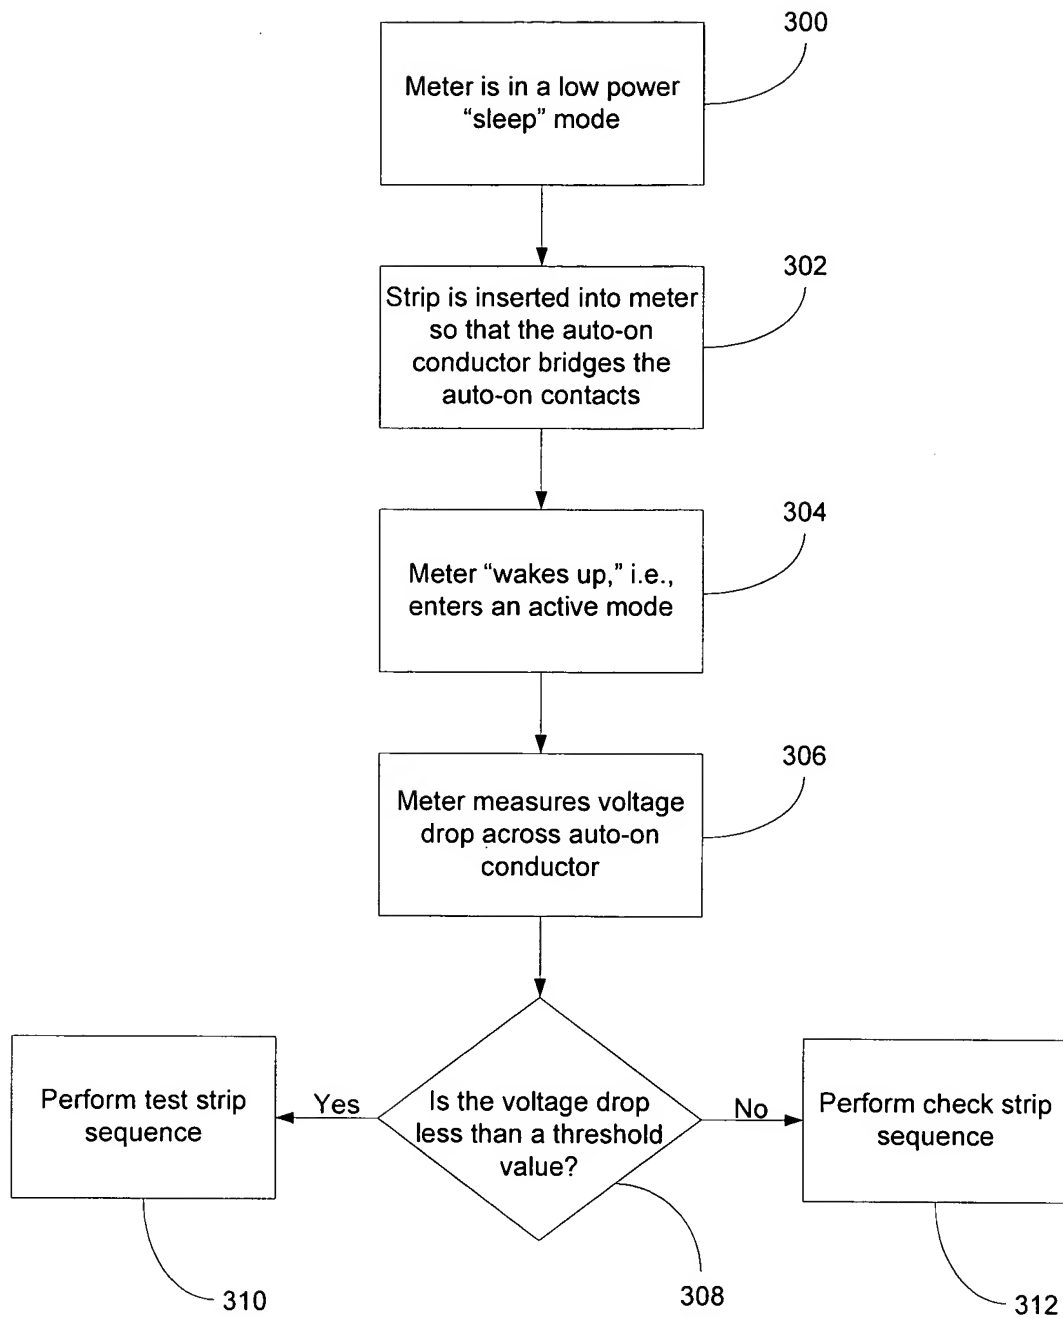 300
Meter is in a low power
“sleep” mode
302
Strip is inserted into meter
so that the auto-on
conductor bridges the
auto-on contacts
304
Meter “wakes up,” i.e.,
enters an active mode
306
Meter measures voltage
drop across auto-on
conductor
Is the voltage drop
less than a threshold
value?
Yes
No
Perform test strip
sequence
Perform check strip
sequence
310
308
312